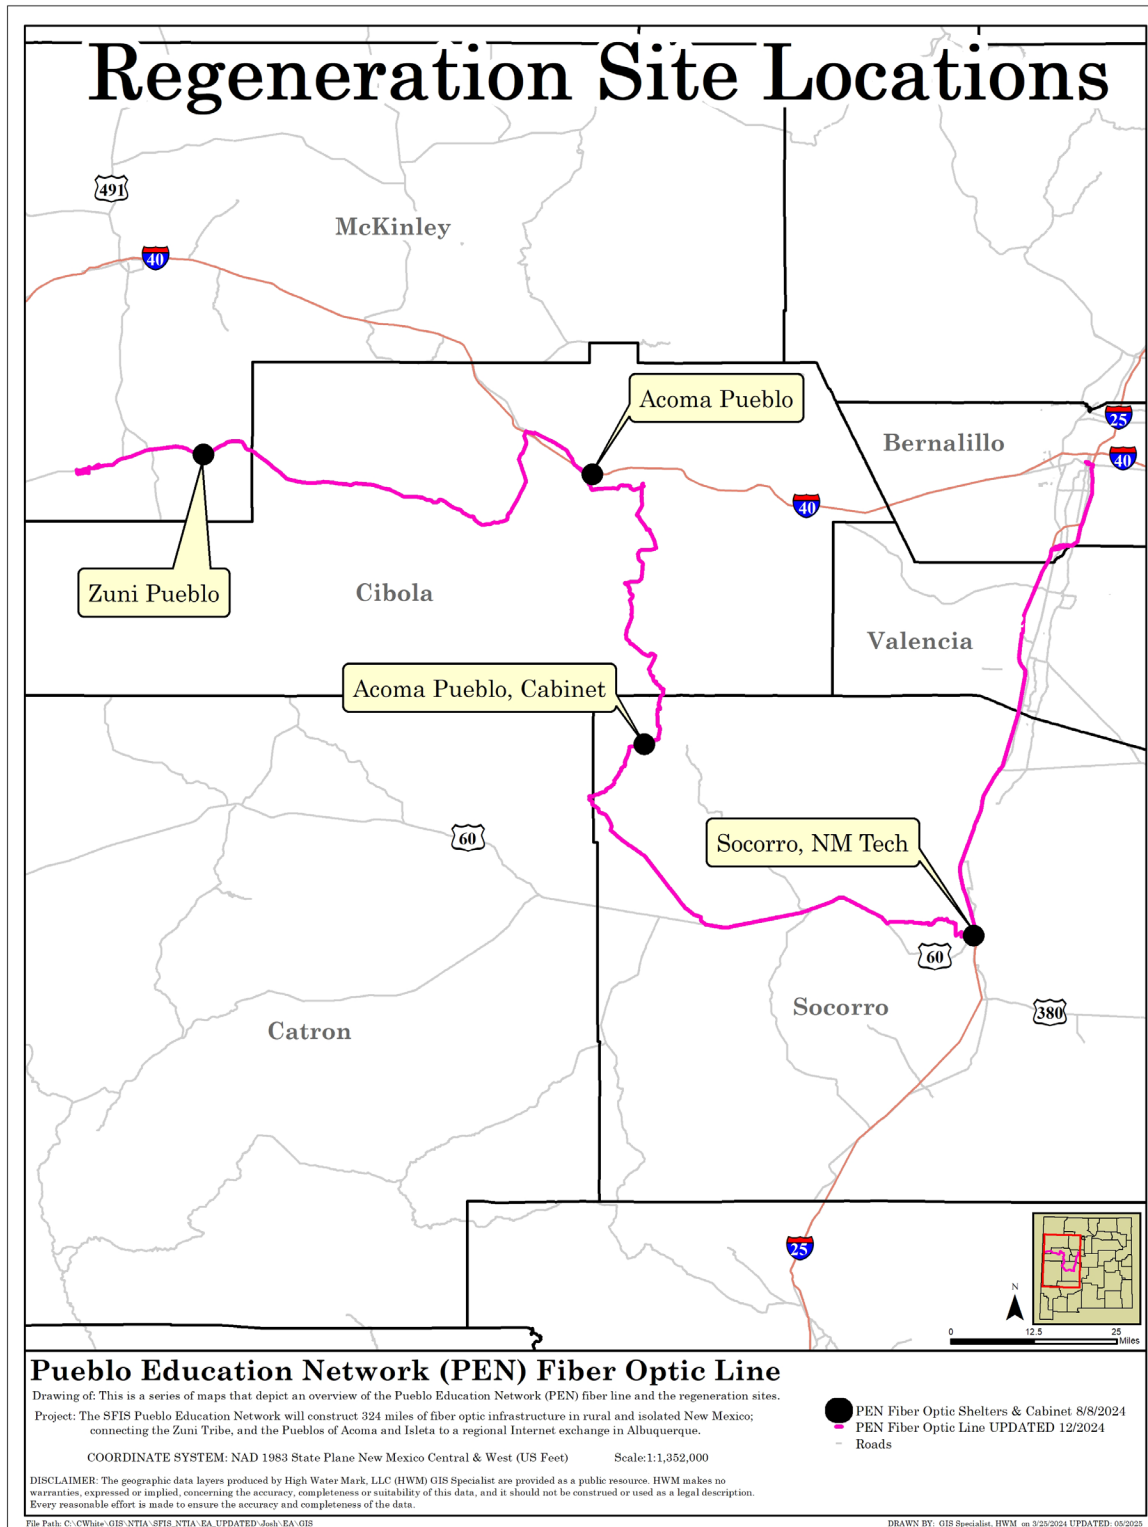 Regeneration Site Locations
491
McKinley
40
Acoma Pueblo
25
Bernalillo
40
40
Zuni Pueblo
Cibola
Valencia
Acoma Pueblo, Cabinet
60
Socorro, NM Tech
60
Socorro
380
Catron
25
N
0 12.5 25
Miles
Pueblo Education Network (PEN) Fiber Optic Line
Drawing of: This is a series of maps that depict an overview of the Pueblo Education Network (PEN) fiber line and the regeneration sites.
Project: The SFIS Pueblo Education Network will construct 324 miles of fiber optic infrastructure in rural and isolated New Mexico;
connecting the Zuni Tribe, and the Pueblos of Acoma and Isleta to a regional Internet exchange in Albuquerque.
COORDINATE SYSTEM: NAD 1983 State Plane New Mexico Central & West (US Feet) Scale:1:1,352,000
DISCLAIMER: The geographic data layers produced by High Water Mark, LLC (HWM) GIS Specialist are provided as a public resource. HWM makes no
warranties, expressed or implied, concerning the accuracy, completeness or suitability of this data, and it should not be construed or used as a legal description.
Every reasonable effort is made to ensure the accuracy and completeness of the data.
PEN Fiber Optic Shelters & Cabinet 8/8/2024
PEN Fiber Optic Line UPDATED 12/2024
Roads
File Path: C:\CWhite\GIS\NTIA\SFIS_NTIA\EA_UPDATED\Josh\EA\GIS
DRAWN BY: GIS Specialist, HWM on 3/25/2024 UPDATED: 05/2025